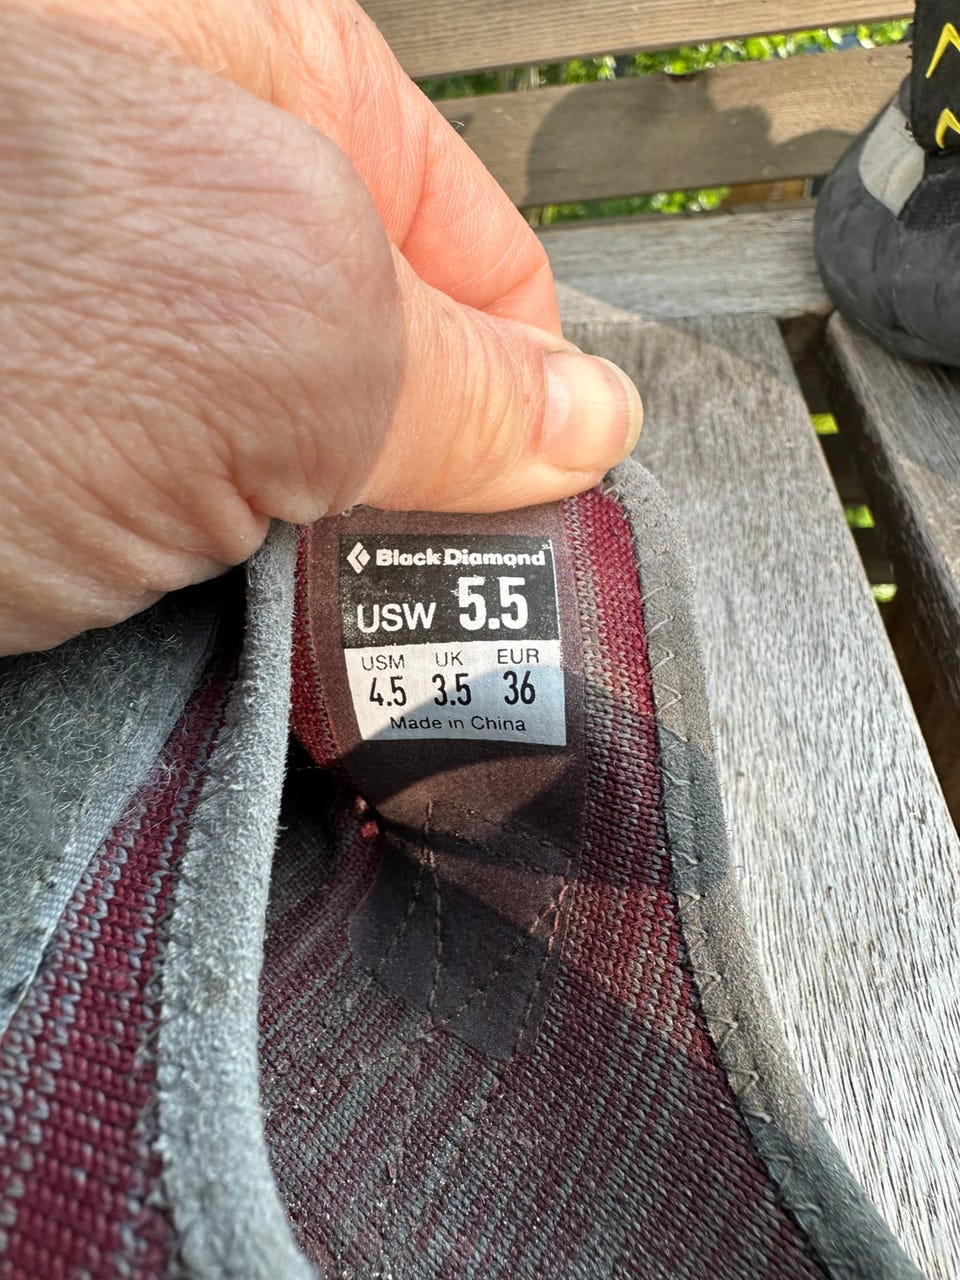 Black Diamond
USW 5.5
USM UK EUR
4.5 3.5 36
Made in China